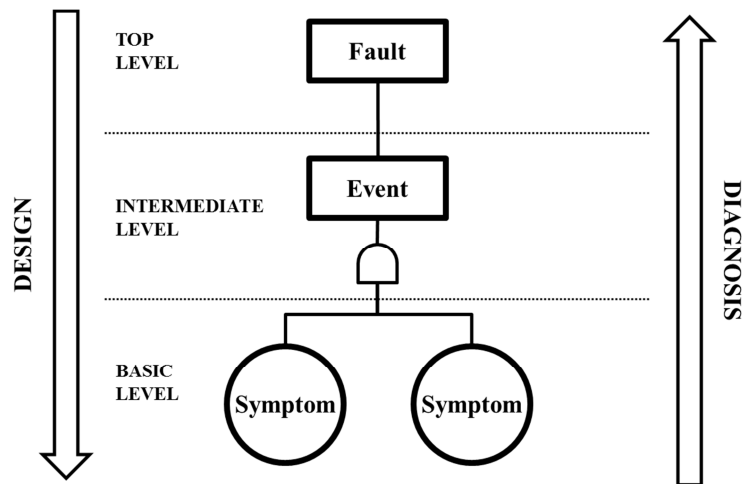 TOP
LEVEL
Fault
DESIGN
INTERMEDIATE
LEVEL
Event
DIAGNOSIS
BASIC
LEVEL
Symptom
Symptom